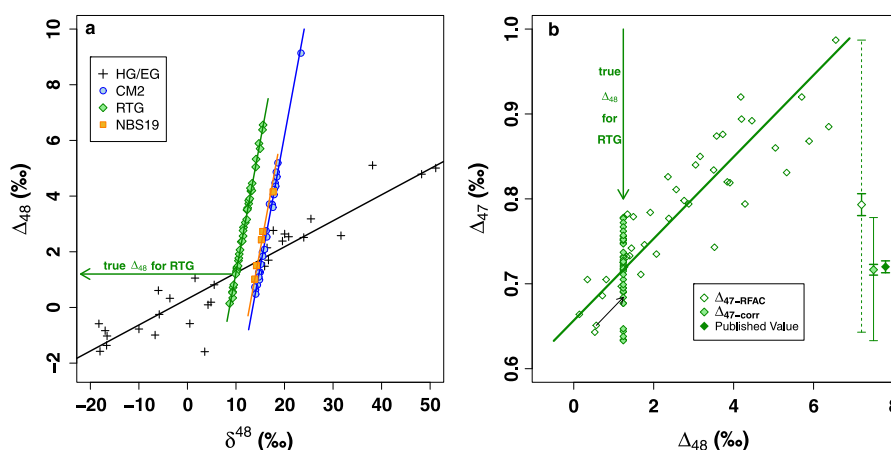 a
HG/EG
CM2
RTG
NBS19
true Δ48 for RTG
Δ48 (‰)
10
8
6
4
2
0
−2
−20
−10
0
10
20
30
40
50
δ48 (‰)
b
true
Δ48
for
RTG
Δ47-RFAC
Δ47-corr
Published Value
Δ47 (‰)
1.0
0.9
0.8
0.7
0.6
0
2
4
6
8
Δ48 (‰)